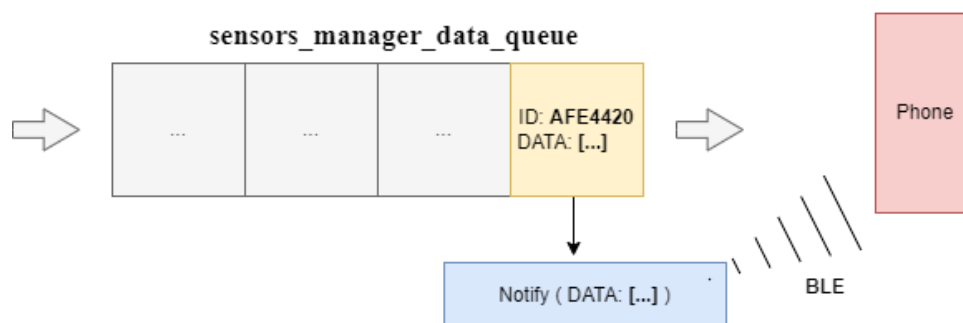 sensors_manager_data_queue
...
...
...
ID: AFE4420
DATA: [...]
Phone
Notify ( DATA: [...] )
BLE